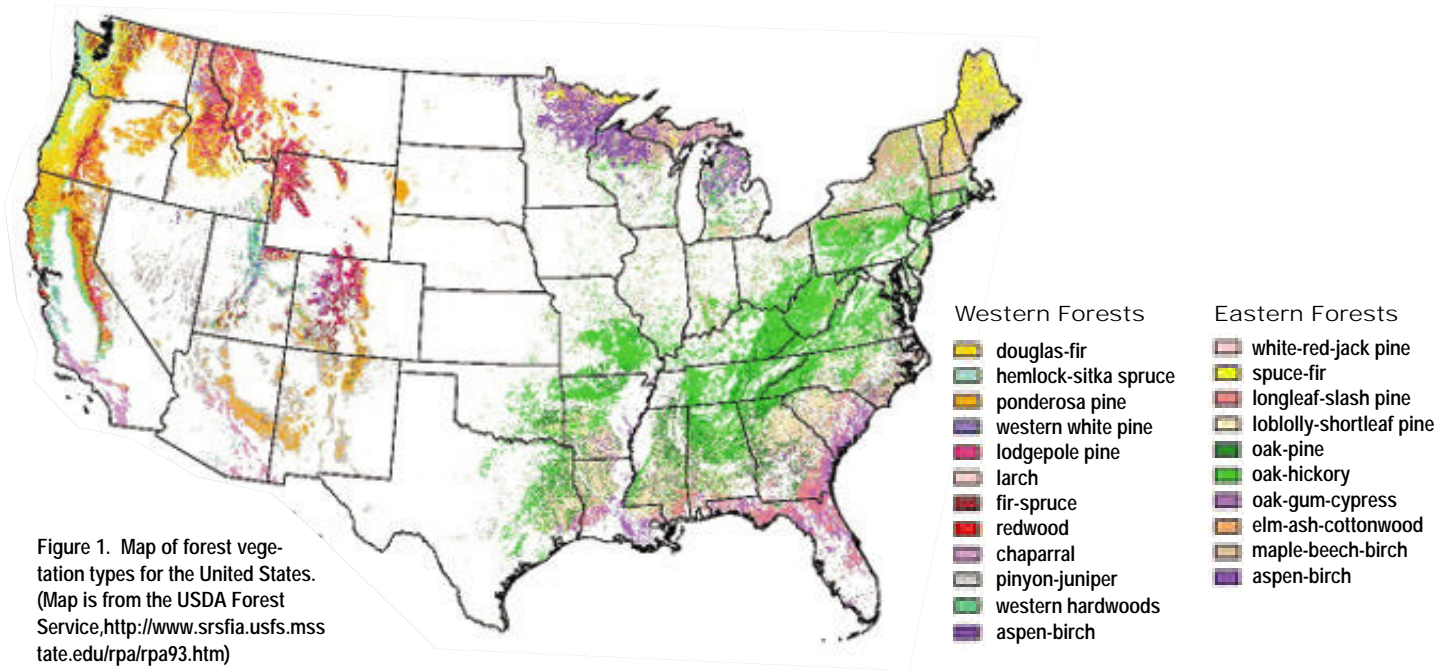 Western Forests
douglas-fir
hemlock-sitka spruce
ponderosa pine
western white pine
lodgepole pine
larch
fir-spruce
redwood
chaparral
pinyon-juniper
western hardwoods
aspen-birch
Eastern Forests
white-red-jack pine
spuce-fir
longleaf-slash pine
loblolly-shortleaf pine
oak-pine
oak-hickory
oak-gum-cypress
elm-ash-cottonwood
maple-beech-birch
aspen-birch
Figure 1. Map of forest vege-
tation types for the United States.
(Map is from the USDA Forest
Service,http://www.srsfia.usfs.mss
tate.edu/rpa/rpa93.htm)